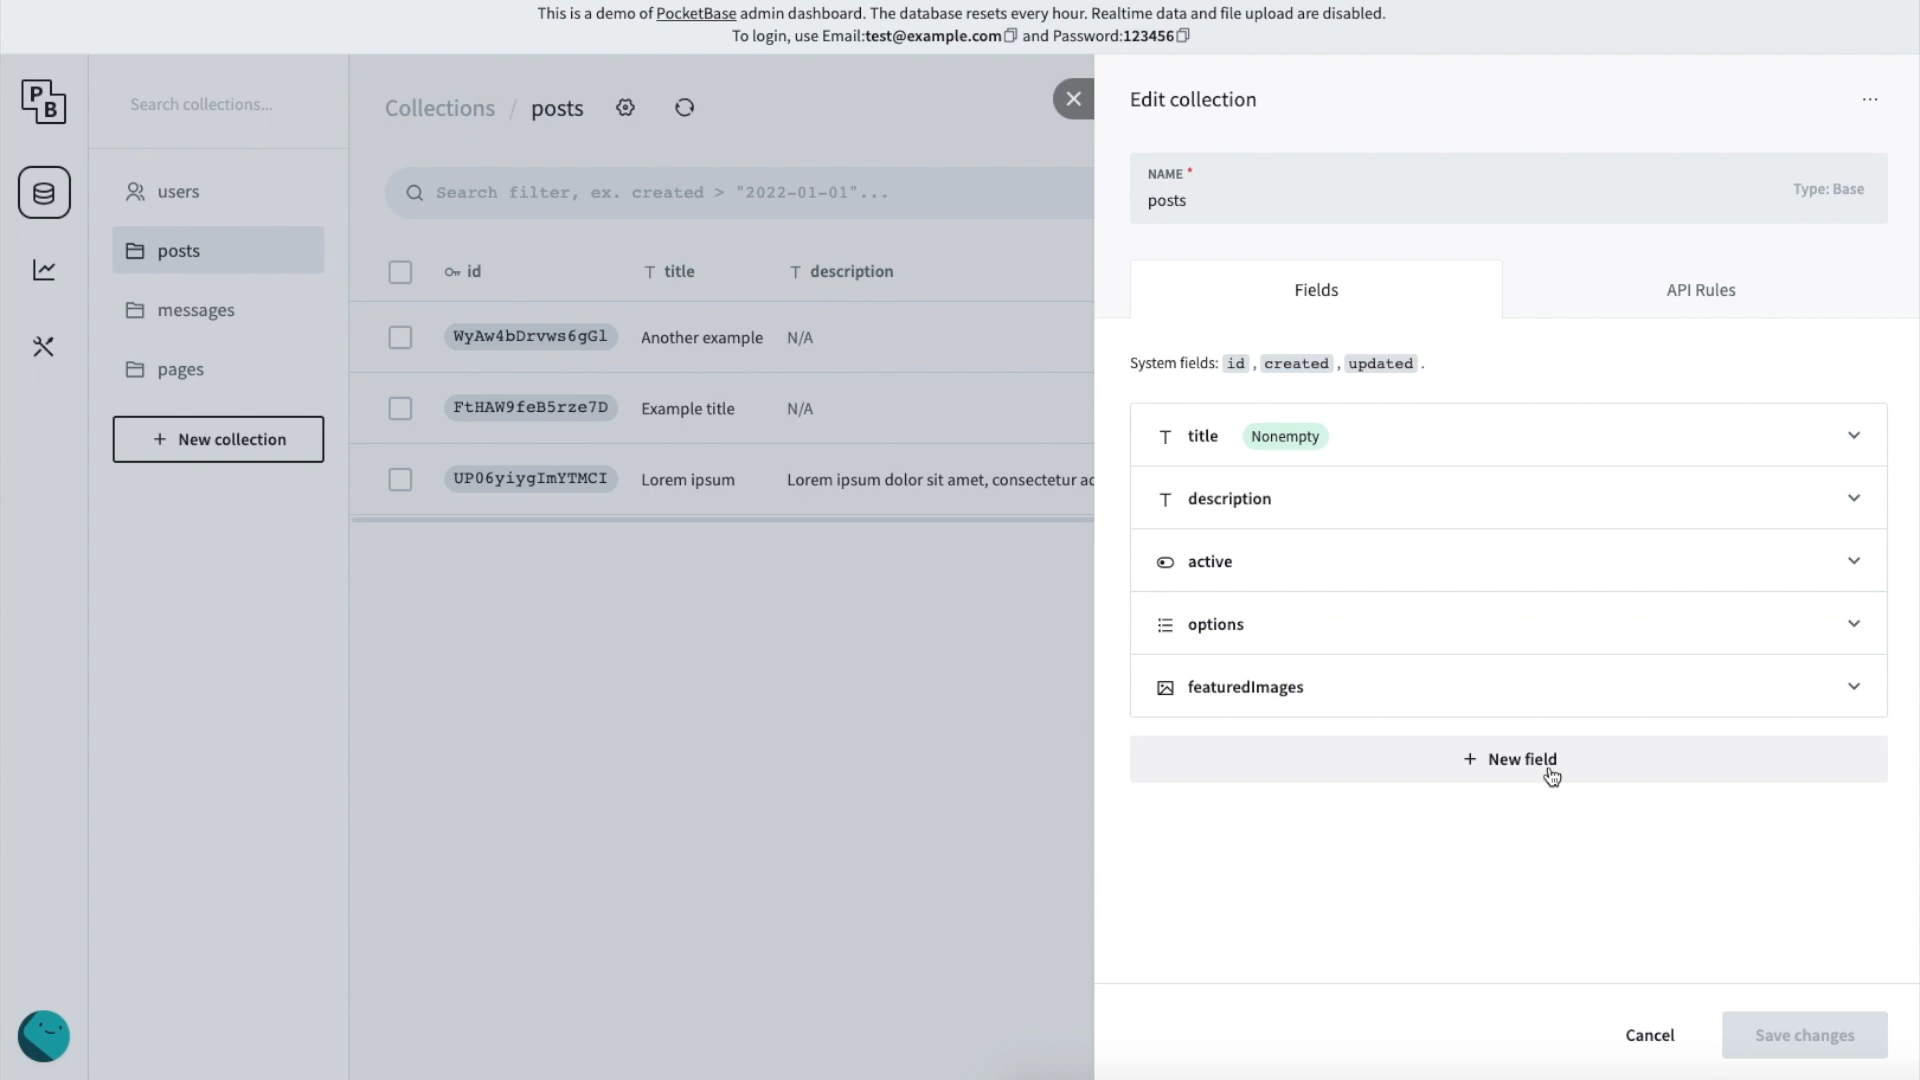 This is a demo of PocketBase admin dashboard. The database resets every hour. Realtime data and file upload are disabled.
To login, use Email:test@example.com and Password:123456
PB
Search collections...
users
posts
messages
pages
+ New collection
Collections / posts
Search filter, ex. created > "2022-01-01"...
id title description
WyAw4bDrvws6gGl Another example N/A
FtHAW9feB5rze7D Example title N/A
UP06yiygImYTMCI Lorem ipsum Lorem ipsum dolor sit amet, consectetur ad
Edit collection
...
NAME *
posts
Type: Base
Fields
API Rules
System fields: id , created , updated .
title Nonempty
description
active
options
featuredImages
+ New field
Cancel
Save changes